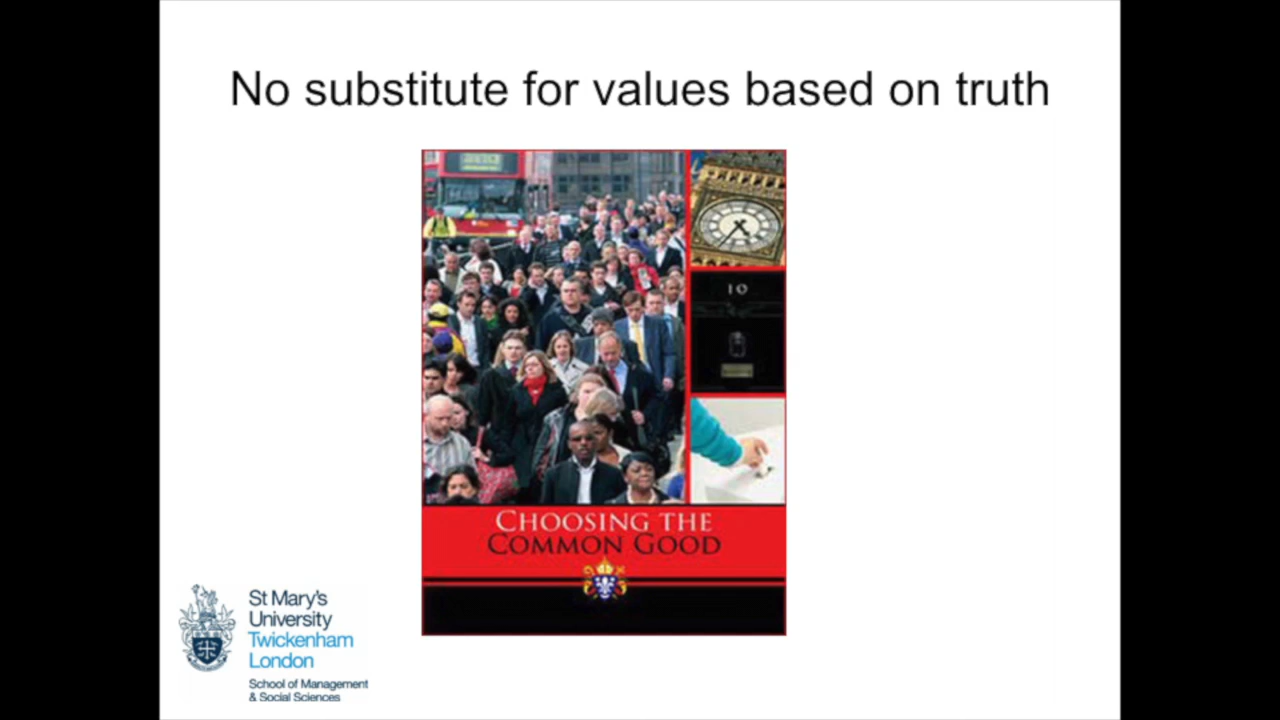 No substitute for values based on truth
10
CHOOSING THE
COMMON GOOD
St Mary's
University
Twickenham
London
School of Management
& Social Sciences